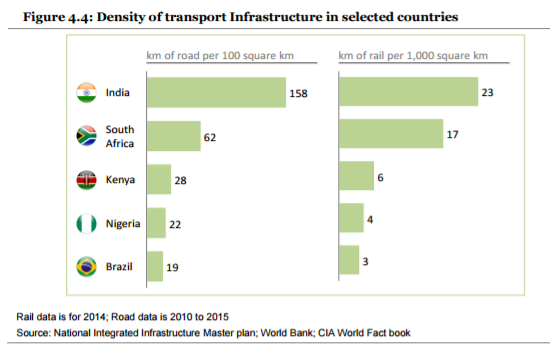 Figure 4.4: Density of transport Infrastructure in selected countries
km of road per 100 square km
km of rail per 1,000 square km
India 158 23
South
Africa 62 17
Kenya 28 6
Nigeria 22 4
Brazil 19 3
Rail data is for 2014; Road data is 2010 to 2015
Source: National Integrated Infrastructure Master plan; World Bank; CIA World Fact book